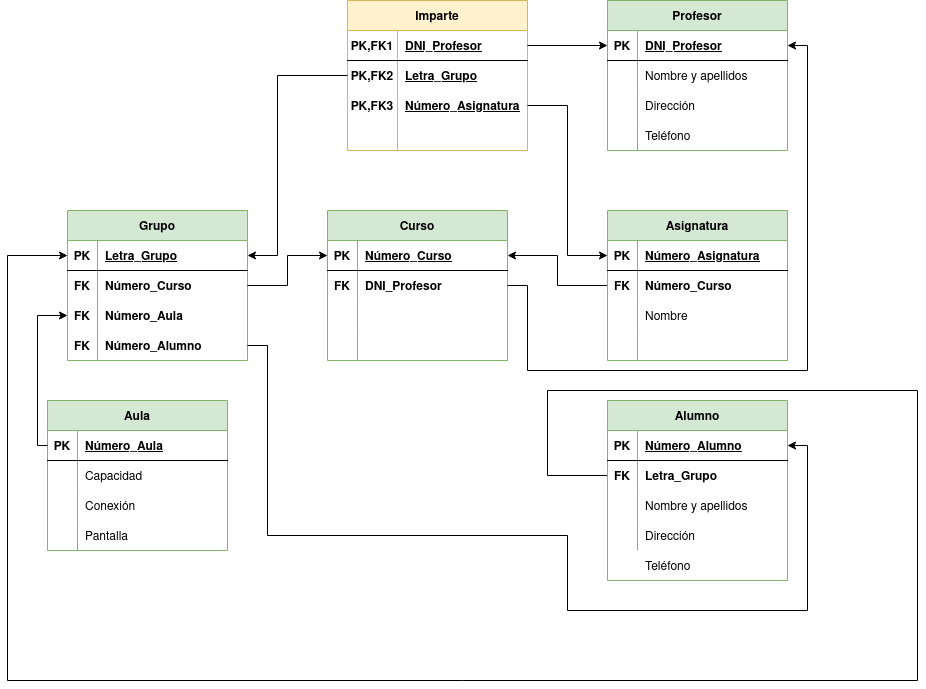 Imparte
PK,FK1 DNI_Profesor
PK,FK2 Letra_Grupo
PK,FK3 Número_Asignatura
Profesor
PK DNI_Profesor
Nombre y apellidos
Dirección
Teléfono
Grupo
PK Letra_Grupo
FK Número_Curso
FK Número_Aula
FK Número_Alumno
Curso
PK Número_Curso
FK DNI_Profesor
Asignatura
PK Número_Asignatura
FK Número_Curso
Nombre
Aula
PK Número_Aula
Capacidad
Conexión
Pantalla
Alumno
PK Número_Alumno
FK Letra_Grupo
Nombre y apellidos
Dirección
Teléfono